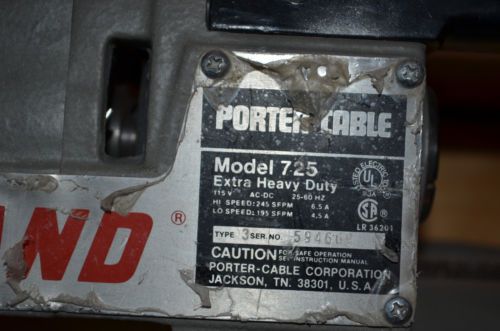 PORTER-CABLE
Model 725
Extra Heavy Duty
115 V AC-DC 25-60 HZ
HI SPEED: 245 SFPM 6.5 A
LO SPEED: 195 SFPM 4.5 A
UL
LR 36201
TYPE 3 SER. NO.
CAUTION FOR SAFE OPERATION SEE INSTRUCTION MANUAL
PORTER-CABLE CORPORATION
JACKSON, TN. 38301, U.S.A.
AND ®